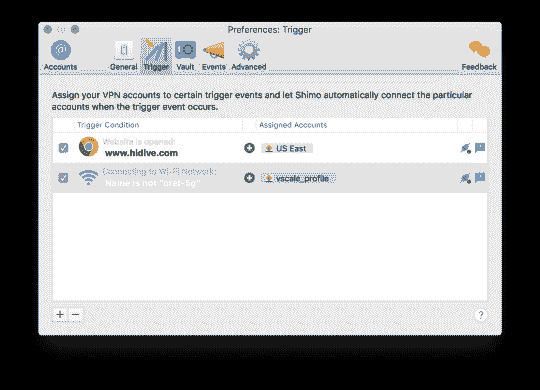 Preferences: Trigger
Accounts
General
Trigger
Vault
Events
Advanced
Feedback
Assign your VPN accounts to certain trigger events and let Shimo automatically connect the particular
accounts when the trigger event occurs.
Trigger Condition
Assigned Accounts
Website is opened:
www.hidive.com
US East
Connecting to Wi-Fi Network:
Name is not "orel-5g"
vscale_profile